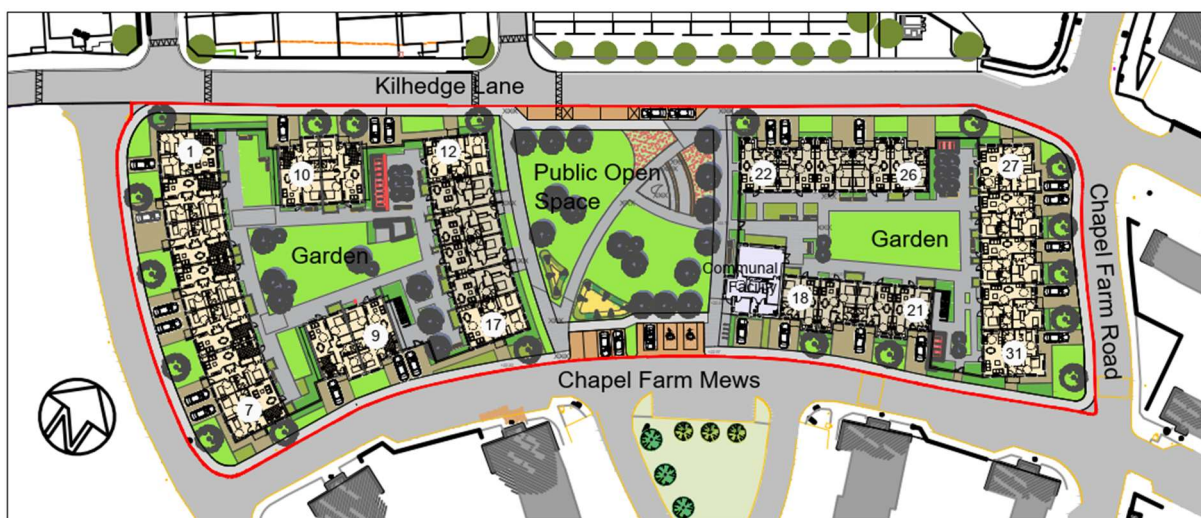 Kilhedge Lane
1
10
12
Public Open
Space
22
26
27
Garden
Garden
Communal
Facility
18
21
9
17
31
7
Chapel Farm Road
Chapel Farm Mews